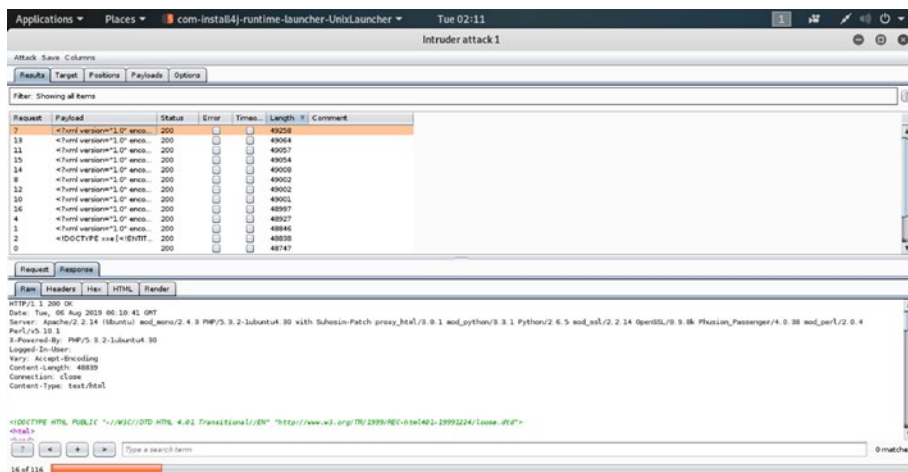 Applications Places com-install4j-runtime-launcher-UnixLauncher Tue 02:11 1
Intruder attack 1
Attack Save Columns
Results Target Positions Payloads Options
Filter: Showing all items
Request Payload Status Error Timeo... Length Comment
7 <?xml version="1.0" enco... 200 49258
13 <?xml version="1.0" enco... 200 49064
11 <?xml version="1.0" enco... 200 49057
15 <?xml version="1.0" enco... 200 49054
14 <?xml version="1.0" enco... 200 49008
8 <?xml version="1.0" enco... 200 49002
12 <?xml version="1.0" enco... 200 49002
10 <?xml version="1.0" enco... 200 49001
16 <?xml version="1.0" enco... 200 48997
4 <?xml version="1.0" enco... 200 48927
1 <?xml version="1.0" enco... 200 48846
2 <!DOCTYPE xxe [<!ENTIT... 200 48838
0 200 48747
Request Response
Raw Headers Hex HTML Render
HTTP/1.1 200 OK
Date: Tue, 06 Aug 2019 06:10:41 GMT
Server: Apache/2.2.14 (Ubuntu) mod_mono/2.4.3 PHP/5.3.2-1ubuntu4.30 with Suhosin-Patch proxy_html/3.0.1 mod_python/3.3.1 Python/2.6.5 mod_ssl/2.2.14 OpenSSL/0.9.8k Phusion_Passenger/4.0.38 mod_perl/2.0.4
Perl/v5.10.1
X-Powered-By: PHP/5.3.2-1ubuntu4.30
Logged-In-User:
Vary: Accept-Encoding
Content-Length: 48839
Connection: close
Content-Type: text/html
<!DOCTYPE HTML PUBLIC "-//W3C//DTD HTML 4.01 Transitional//EN" "http://www.w3.org/TR/1999/REC-html401-19991224/loose.dtd">
<html>
? < + > Type a search term 0 matche
16 of 116